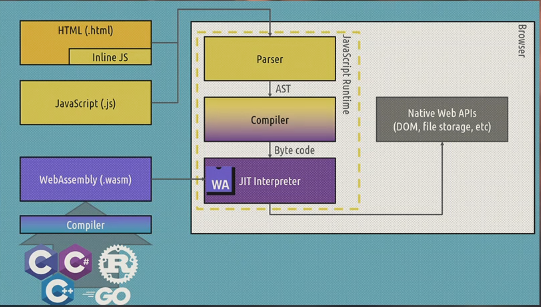 HTML (.html)
Inline JS
JavaScript (.js)
WebAssembly (.wasm)
Compiler
C
C#
C++
R
GO
Browser
JavaScript Runtime
Parser
AST
Compiler
Byte code
WA
JIT Interpreter
Native Web APIs
(DOM, file storage, etc)